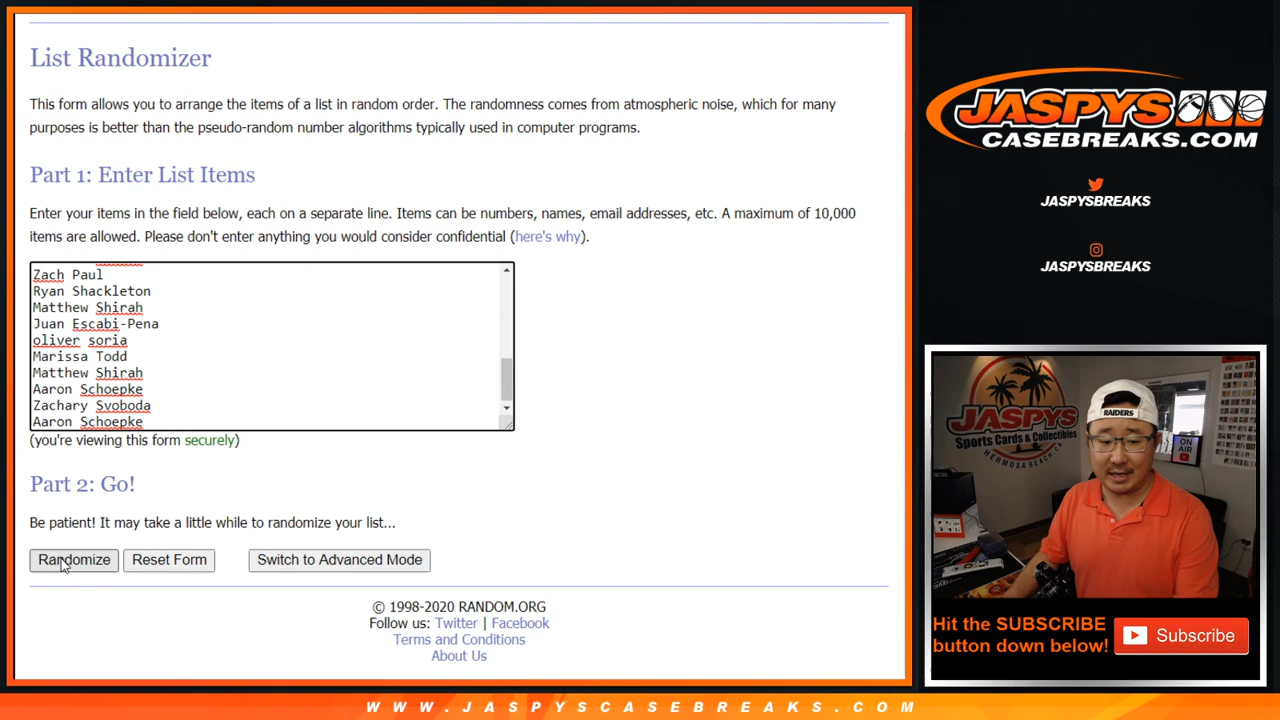 List Randomizer
This form allows you to arrange the items of a list in random order. The randomness comes from atmospheric noise, which for many
purposes is better than the pseudo-random number algorithms typically used in computer programs.
Part 1: Enter List Items
Enter your items in the field below, each on a separate line. Items can be numbers, names, email addresses, etc. A maximum of 10,000
items are allowed. Please don't enter anything you would consider confidential (here's why).
Zach Paul
Ryan Shackleton
Matthew Shirah
Juan Escabi-Pena
oliver soria
Marissa Todd
Matthew Shirah
Aaron Schoepke
Zachary Svoboda
Aaron Schoepke
(you're viewing this form securely)
Part 2: Go!
Be patient! It may take a little while to randomize your list...
Randomize
Reset Form
Switch to Advanced Mode
© 1998-2020 RANDOM.ORG
Follow us: Twitter | Facebook
Terms and Conditions
About Us
JASPYS
CASEBREAKS.COM
JASPYSBREAKS
JASPYSBREAKS
JASPYS
Sports Cards & Collectibles
HERMOSA BEACH, CA
RAIDERS
ON
AIR
Hit the SUBSCRIBE
button down below!
Subscribe
WWW.JASPYSCASEBREAKS.COM